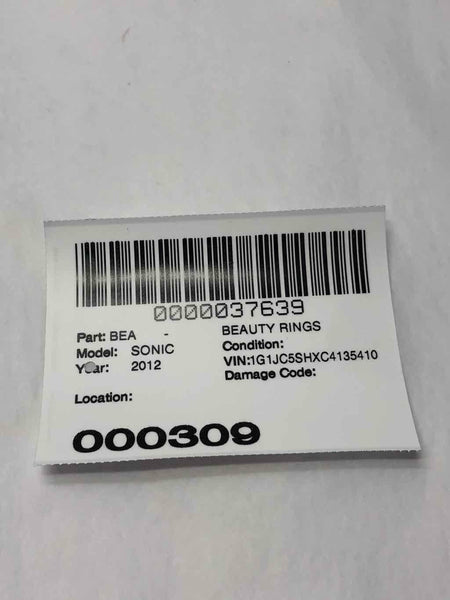 0000037639
Part: BEA - BEAUTY RINGS
Model: SONIC Condition:
Year: 2012 VIN:1G1JC5SHXC4135410
Damage Code:
Location:
000309